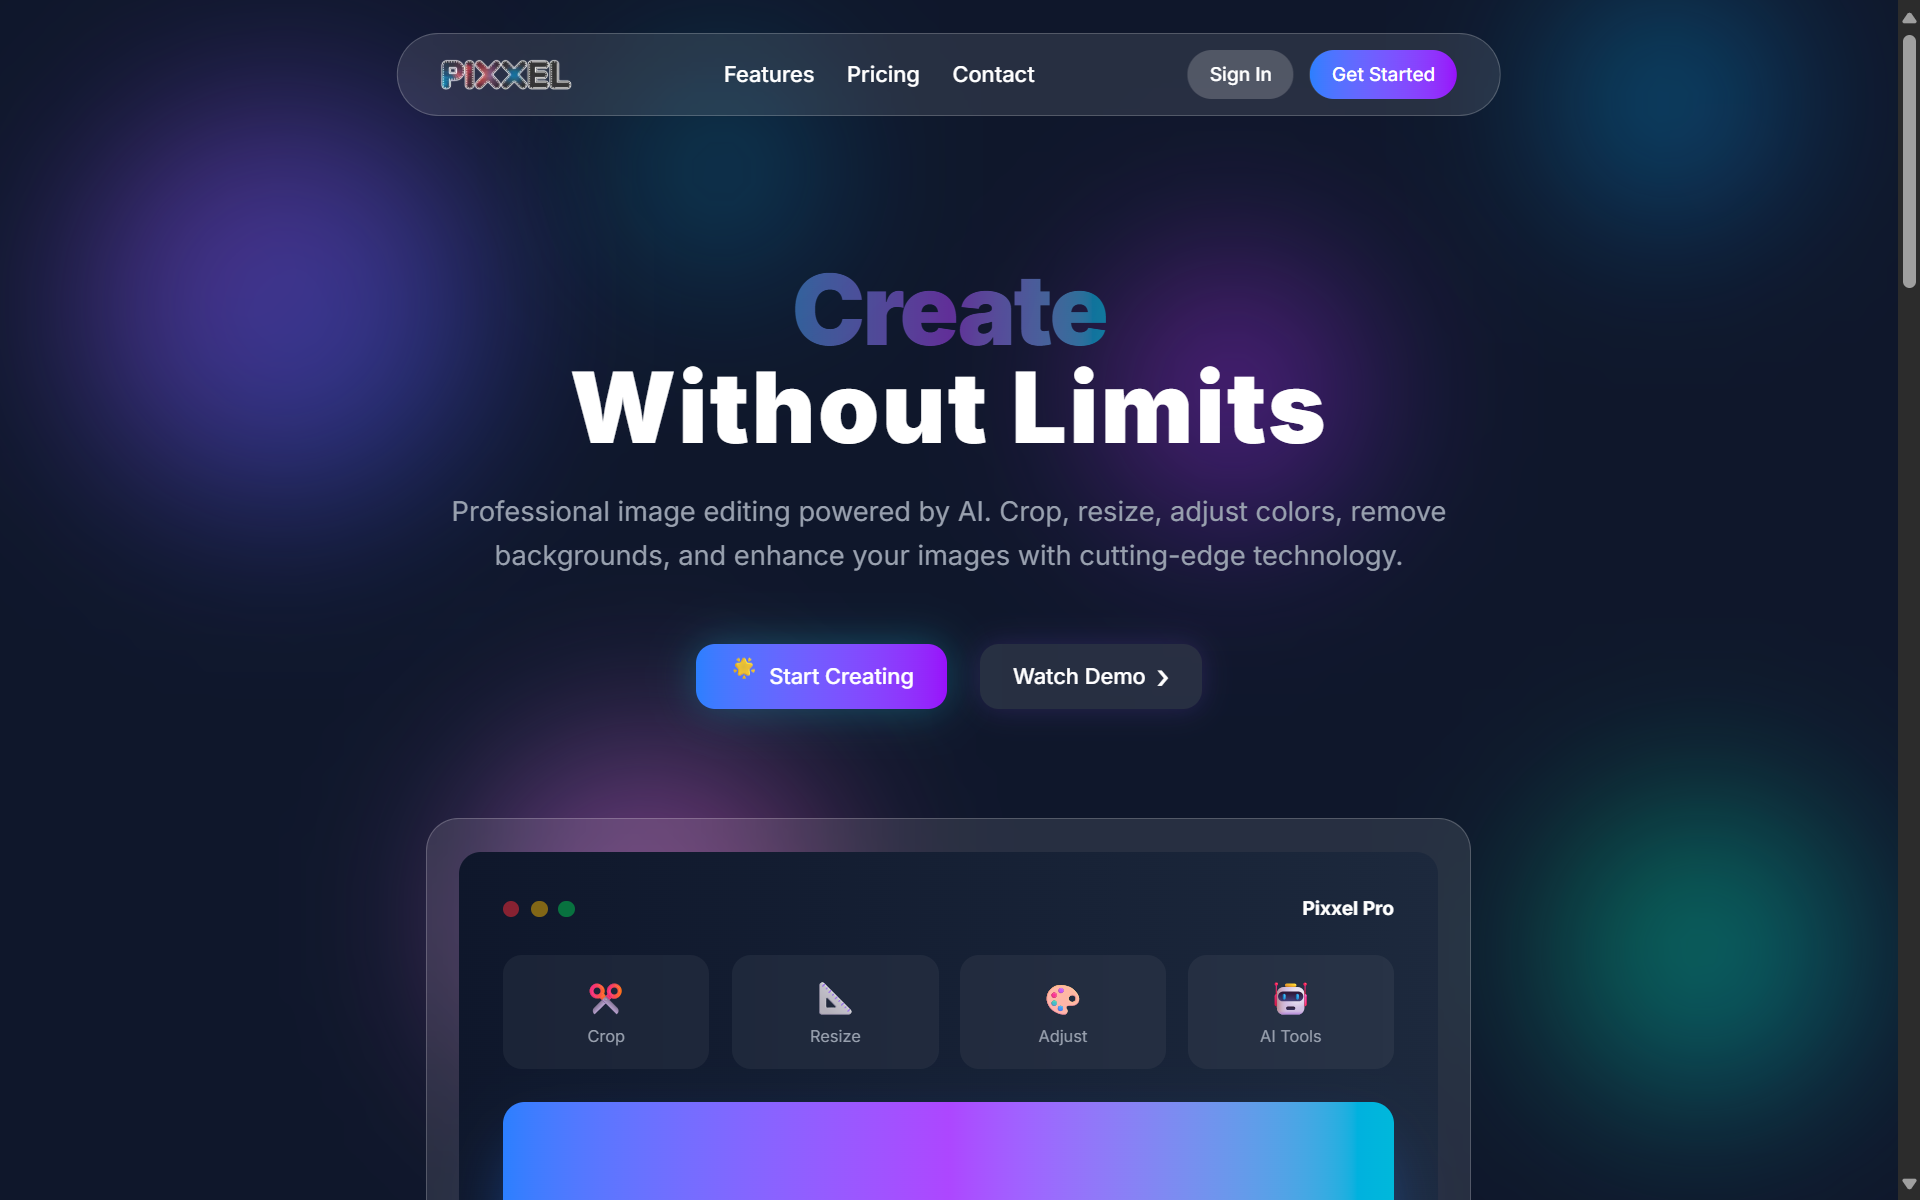 PIXXEL
Features
Pricing
Contact
Sign In
Get Started
Create
Without Limits
Professional image editing powered by AI. Crop, resize, adjust colors, remove
backgrounds, and enhance your images with cutting-edge technology.
Start Creating
Watch Demo
Pixxel Pro
Crop
Resize
Adjust
AI Tools